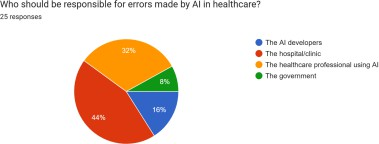 Who should be responsible for errors made by AI in healthcare?
25 responses
The AI developers
The hospital/clinic
The healthcare professional using AI
The government
32%
8%
16%
44%